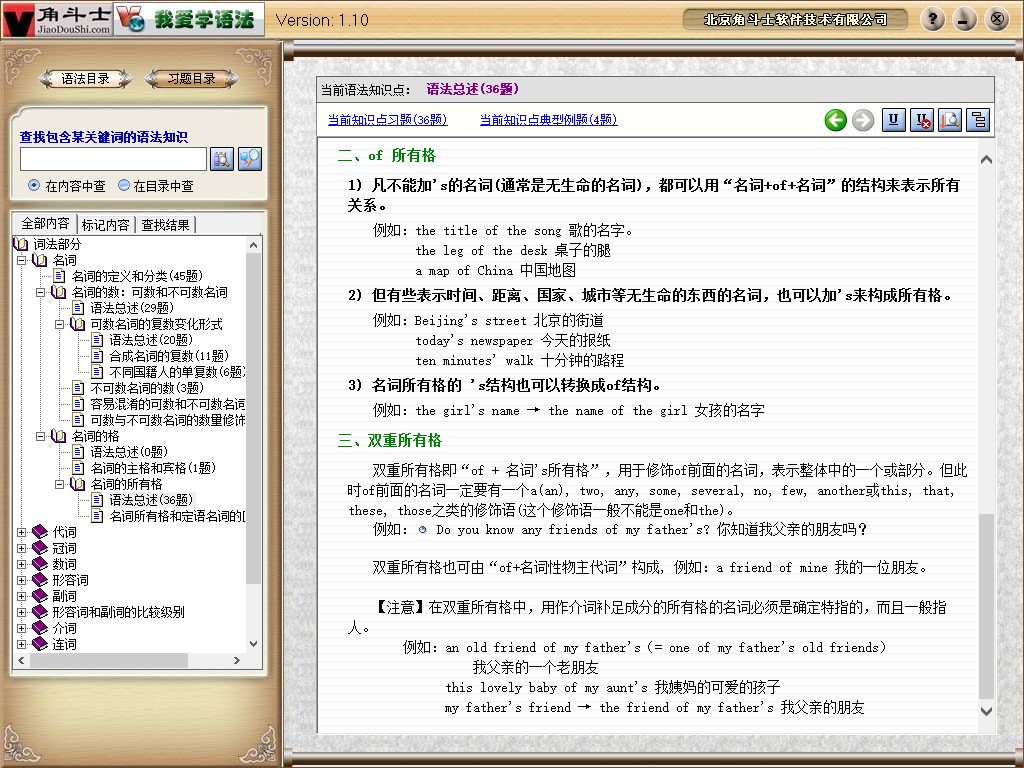 角斗士
JiaoDouShi.com
我爱学语法
Version: 1.10
北京角斗士软件技术有限公司
语法目录
习题目录
查找包含某关键词的语法知识
在内容中查
在目录中查
全部内容
标记内容
查找结果
词法部分
名词
名词的定义和分类(45题)
名词的数: 可数和不可数名词
语法总述(29题)
可数名词的复数变化形式
语法总述(20题)
合成名词的复数(11题)
不同国籍人的单复数(6题)
不可数名词的数(3题)
容易混淆的可数和不可数名词
可数与不可数名词的数量修饰
名词的格
语法总述(0题)
名词的主格和宾格(1题)
名词的所有格
语法总述(36题)
名词所有格和定语名词的
代词
冠词
数词
形容词
副词
形容词和副词的比较级别
介词
连词
当前语法知识点: 语法总述(36题)
当前知识点习题(36题)
当前知识点典型例题(4题)
二、of 所有格
1) 凡不能加's的名词(通常是无生命的名词)，都可以用“名词+of+名词”的结构来表示所有
关系。
例如: the title of the song 歌的名字。
the leg of the desk 桌子的腿
a map of China 中国地图
2) 但有些表示时间、距离、国家、城市等无生命的东西的名词，也可以加's来构成所有格。
例如: Beijing's street 北京的街道
today's newspaper 今天的报纸
ten minutes' walk 十分钟的路程
3) 名词所有格的 's结构也可以转换成of结构。
例如: the girl's name → the name of the girl 女孩的名字
三、双重所有格
双重所有格即“of + 名词's所有格”，用于修饰of前面的名词，表示整体中的一个或部分。但此
时of前面的名词一定要有一个a(an), two, any, some, several, no, few, another或this, that,
these, those之类的修饰语(这个修饰语一般不能是one和the)。
例如: Do you know any friends of my father's? 你知道我父亲的朋友吗?
双重所有格也可由“of+名词性物主代词”构成, 例如: a friend of mine 我的一位朋友。
【注意】在双重所有格中，用作介词补足成分的所有格的名词必须是确定特指的，而且一般指
人。
例如: an old friend of my father's (= one of my father's old friends)
我父亲的一个老朋友
this lovely baby of my aunt's 我姨妈的可爱的孩子
my father's friend → the friend of my father's 我父亲的朋友